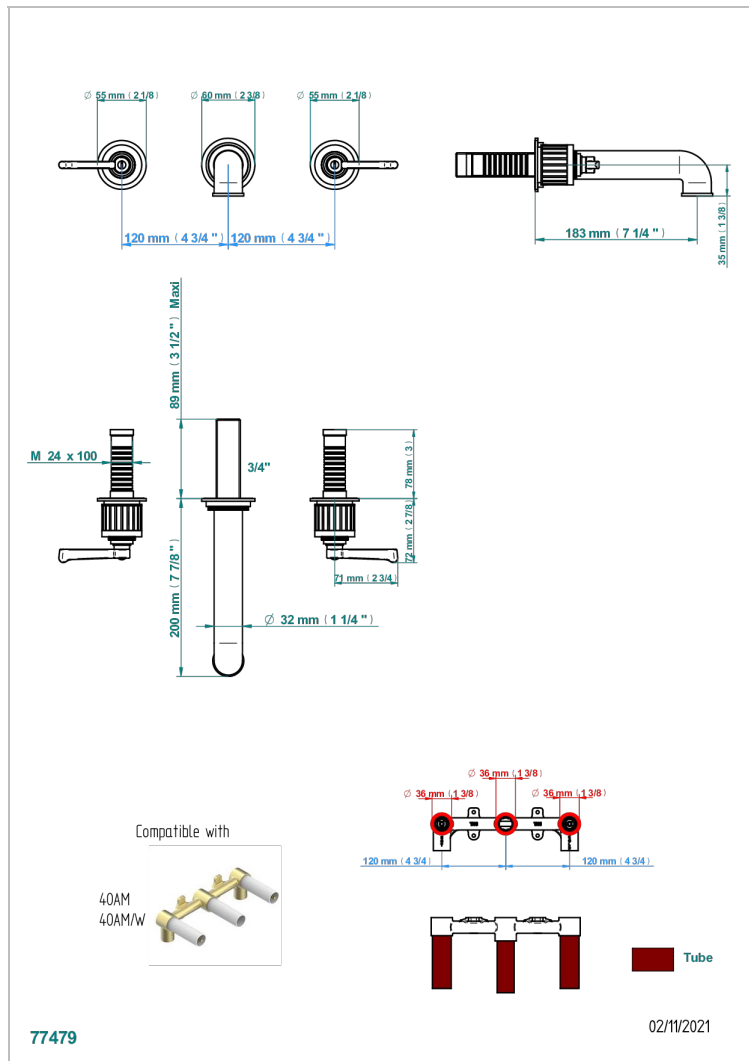 Ø 55 mm ( 2 1/8 )
Ø 60 mm ( 2 3/8 )
Ø 55 mm ( 2 1/8 )
120 mm ( 4 3/4 " )
120 mm ( 4 3/4 " )
183 mm ( 7 1/4 " )
35 mm ( 1 3/8 )
89 mm ( 3 1/2 " ) Maxi
M 24 x 100
3/4"
78 mm ( 3 )
72 mm ( 2 7/8 )
71 mm ( 2 3/4 )
200 mm ( 7 7/8 " )
Ø 32 mm ( 1 1/4 " )
Ø 36 mm ( 1 3/8 )
Ø 36 mm ( 1 3/8 )
Ø 36 mm ( 1 3/8 )
120 mm ( 4 3/4 )
120 mm ( 4 3/4 )
Compatible with
40AM
40AM/W
Tube
77479
02/11/2021